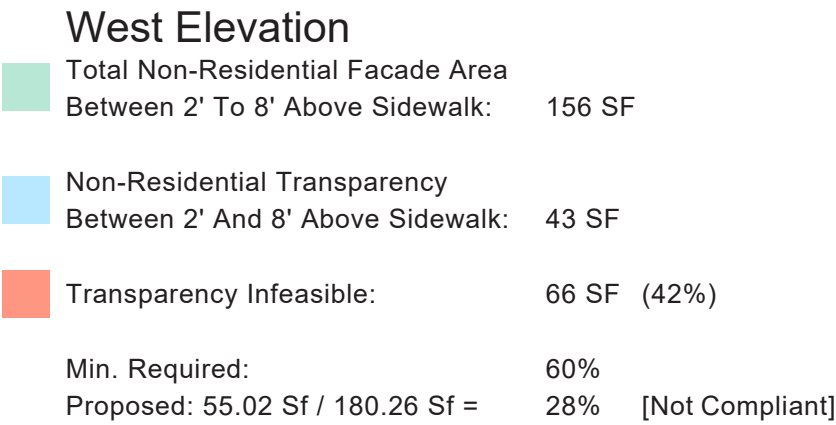 West Elevation
Total Non-Residential Facade Area
Between 2' To 8' Above Sidewalk: 156 SF
Non-Residential Transparency
Between 2' And 8' Above Sidewalk: 43 SF
Transparency Infeasible: 66 SF (42%)
Min. Required: 60%
Proposed: 55.02 Sf / 180.26 Sf = 28% [Not Compliant]